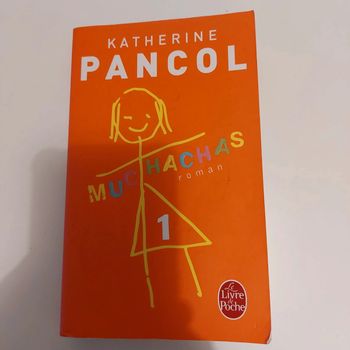 KATHERINE
PANCOL
MUCHACHAS
roman
1
Le
Livre
de
Poche